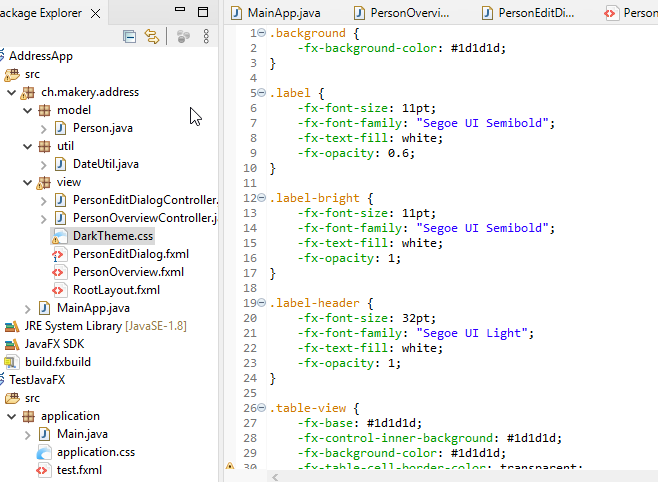 ackage Explorer
AddressApp
src
ch.makery.address
model
Person.java
util
DateUtil.java
view
PersonEditDialogController.
PersonOverviewController.j
DarkTheme.css
PersonEditDialog.fxml
PersonOverview.fxml
RootLayout.fxml
MainApp.java
JRE System Library [JavaSE-1.8]
JavaFX SDK
build.fxbuild
TestJavaFX
src
application
Main.java
application.css
test.fxml
MainApp.java PersonOvervi... PersonEditDi... Person
1 .background {
2 -fx-background-color: #1d1d1d;
3 }
4
5 .label {
6 -fx-font-size: 11pt;
7 -fx-font-family: "Segoe UI Semibold";
8 -fx-text-fill: white;
9 -fx-opacity: 0.6;
10 }
11
12 .label-bright {
13 -fx-font-size: 11pt;
14 -fx-font-family: "Segoe UI Semibold";
15 -fx-text-fill: white;
16 -fx-opacity: 1;
17 }
18
19 .label-header {
20 -fx-font-size: 32pt;
21 -fx-font-family: "Segoe UI Light";
22 -fx-text-fill: white;
23 -fx-opacity: 1;
24 }
25
26 .table-view {
27 -fx-base: #1d1d1d;
28 -fx-control-inner-background: #1d1d1d;
29 -fx-background-color: #1d1d1d;
30 -fx-table-cell-border-color: transparent;